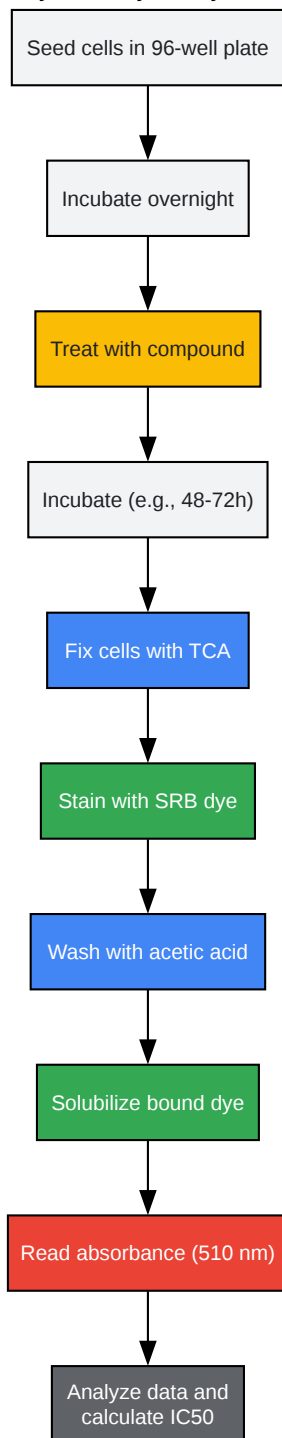 Seed cells in 96-well plate
Incubate overnight
Treat with compound
Incubate (e.g., 48-72h)
Fix cells with TCA
Stain with SRB dye
Wash with acetic acid
Solubilize bound dye
Read absorbance (510 nm)
Analyze data and
calculate IC50